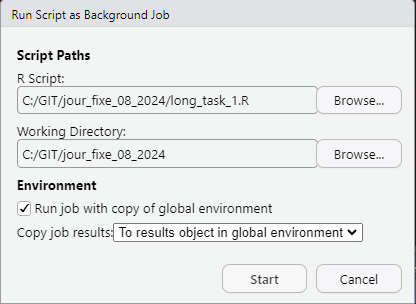 Run Script as Background Job
Script Paths
R Script:
C:/GIT/jour_fixe_08_2024/long_task_1.R
Browse...
Working Directory:
C:/GIT/jour_fixe_08_2024
Browse...
Environment
Run job with copy of global environment
Copy job results: To results object in global environment
Start Cancel